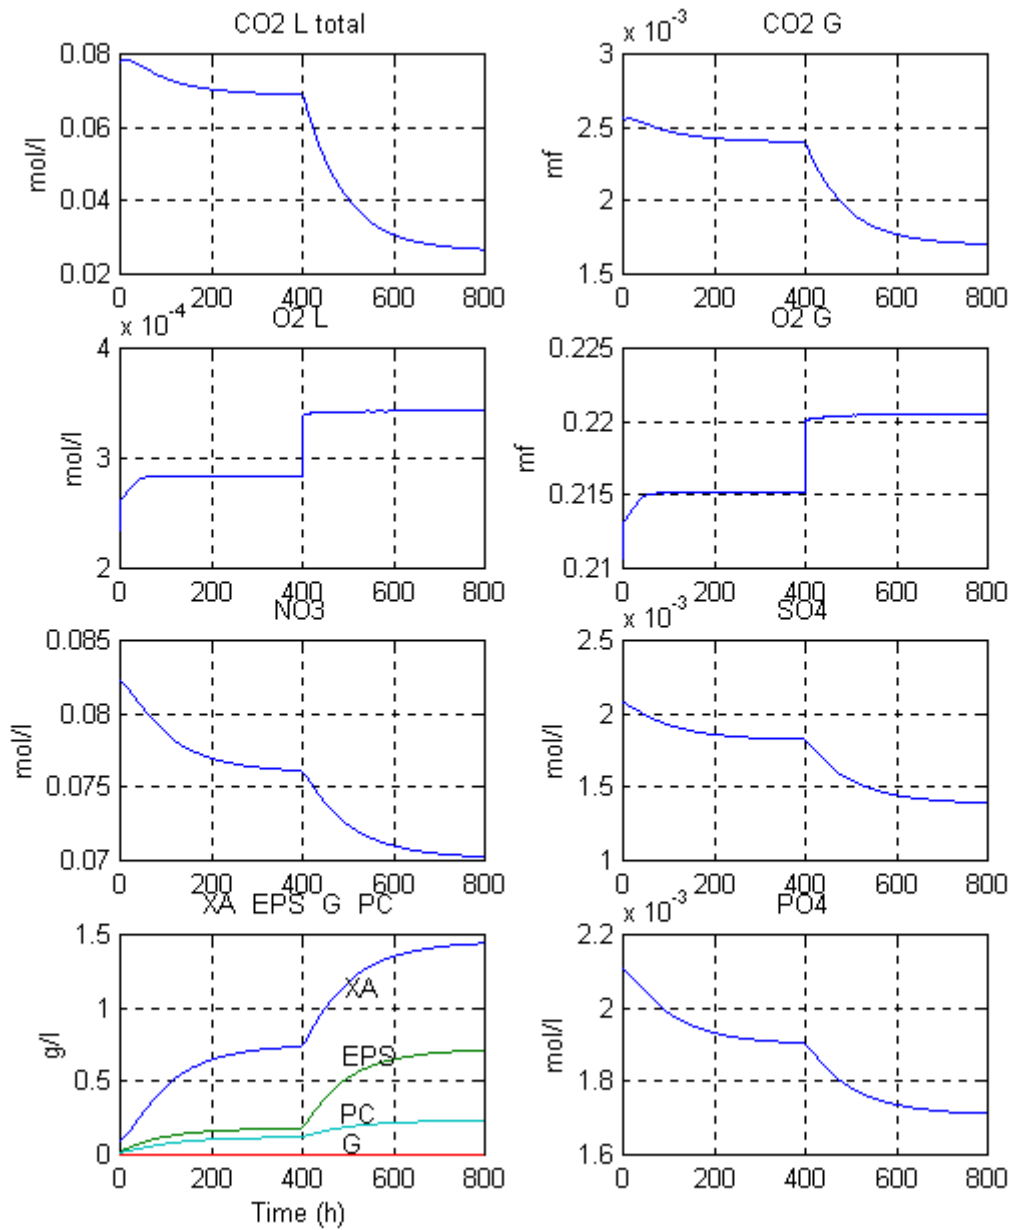 CO2 L total
CO2 G
x 10-3
0.08
0.06
0.04
0.02
mol/l
0 200 400 600 800
3
2.5
2
1.5
mf
0 200 400 600 800
x 10-4
O2 L
O2 G
4
3
2
mol/l
0 200 400 600 800
0.225
0.22
0.215
0.21
mf
0 200 400 600 800
NO3
x 10-3
SO4
0.085
0.08
0.075
0.07
mol/l
0 200 400 600 800
2.5
2
1.5
1
mol/l
0 200 400 600 800
XA EPS G PC
x 10-3
PO4
1.5
1
0.5
0
g/l
XA
EPS
PC
G
0 200 400 600 800
Time (h)
2.2
2
1.8
1.6
mol/l
0 200 400 600 800